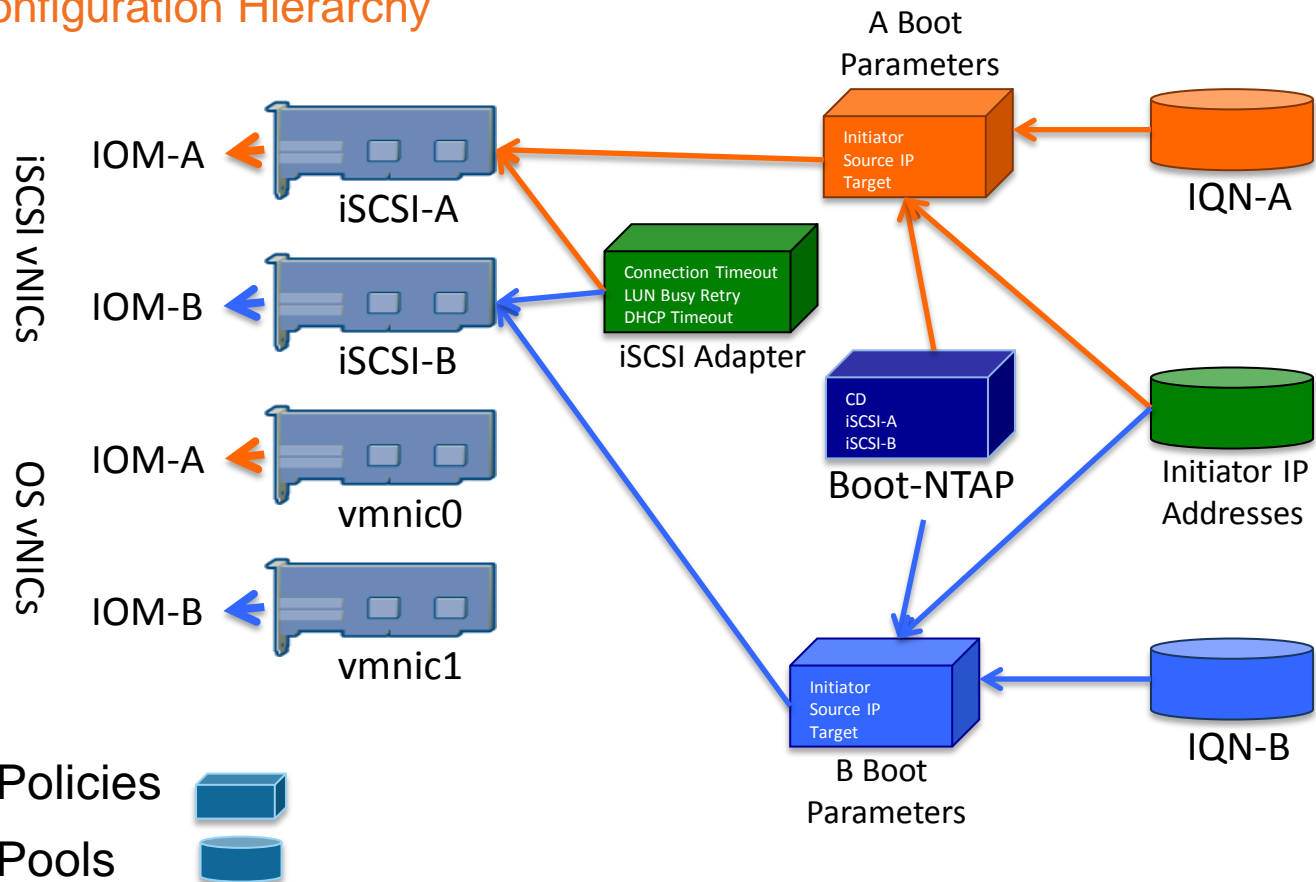 onfiguration Hierarchy
A Boot
Parameters
Initiator
Source IP
Target
IQN-A
iSCSI vNICs
IOM-A
iSCSI-A
IOM-B
iSCSI-B
Connection Timeout
LUN Busy Retry
DHCP Timeout
iSCSI Adapter
CD
iSCSI-A
iSCSI-B
Boot-NTAP
Initiator IP
Addresses
OS vNICs
IOM-A
vmnic0
IOM-B
vmnic1
Initiator
Source IP
Target
B Boot
Parameters
IQN-B
Policies
Pools